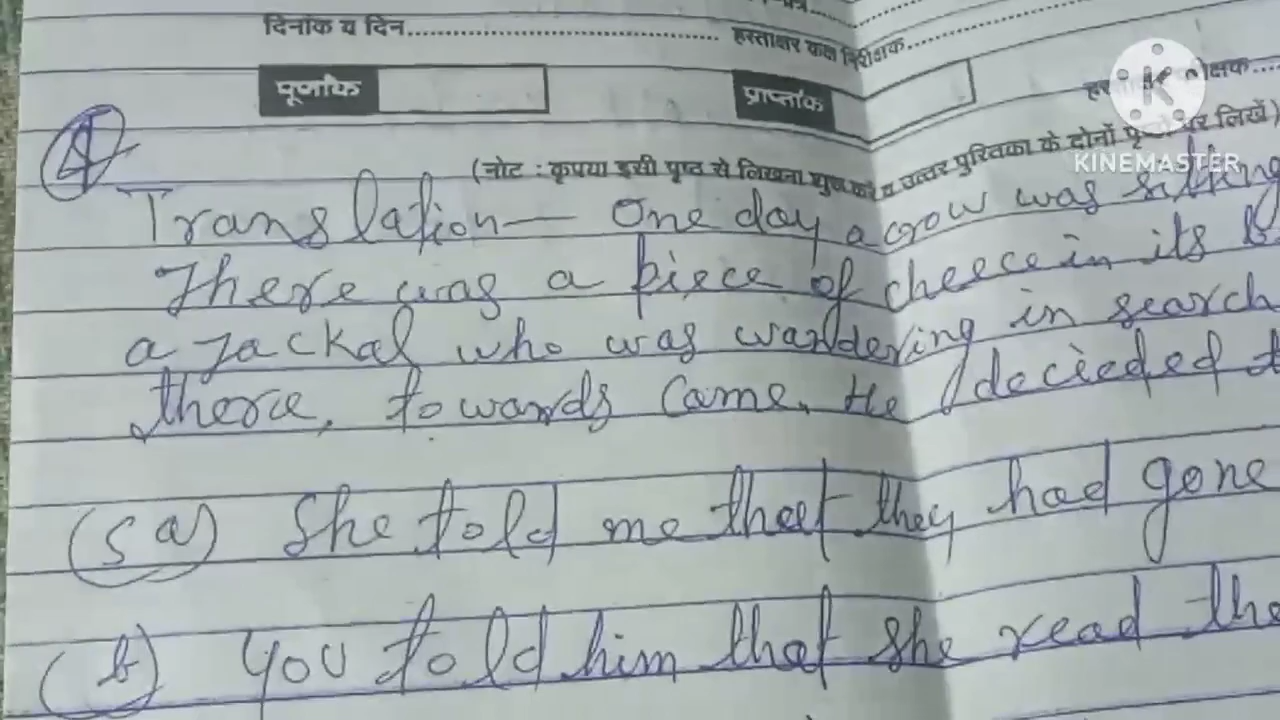 दिनांक व दिन........ हस्ताक्षर कक्ष निरीक्षक........
पूर्णांक
प्राप्तांक
KINEMASTER
(नोट : कृपया इसी पृष्ठ से लिखना शुरू करें व उत्तर पुस्तिका के दोनों पृष्ठों पर लिखें)
4
Translation — One day a crow was sitting
There was a piece of cheece in its
a Jackal who was wandering in search
there, towards came. He decieded
(5 a) She told me that they had gone
(b) You told him that she read the